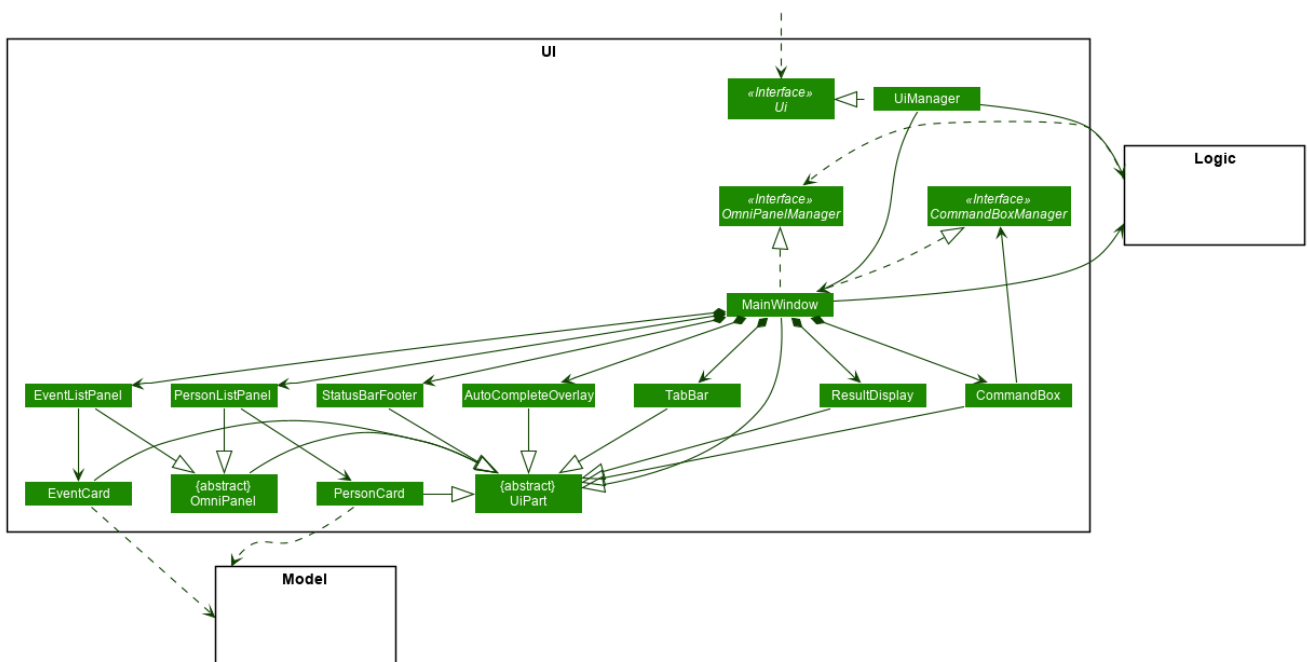 UI
«Interface»
Ui
UiManager
Logic
«Interface»
OmniPanelManager
«Interface»
CommandBoxManager
MainWindow
EventListPanel
PersonListPanel
StatusBarFooter
AutoCompleteOverlay
TabBar
ResultDisplay
CommandBox
EventCard
{abstract}
OmniPanel
PersonCard
{abstract}
UiPart
Model